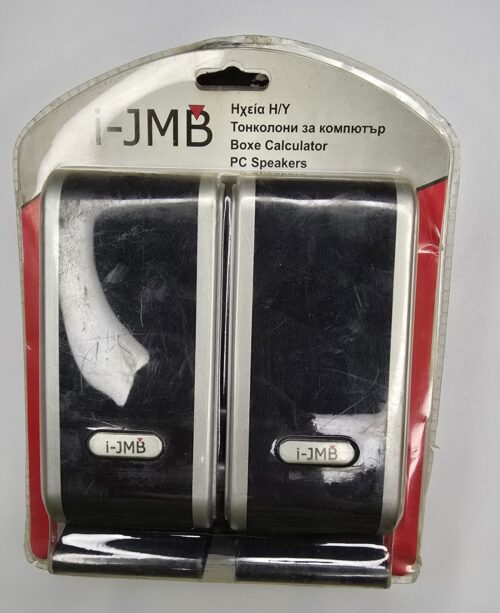 i-JMB
Ηχεία Η/Υ
Тонколони за компютър
Boxe Calculator
PC Speakers
i-JMB
i-JMB